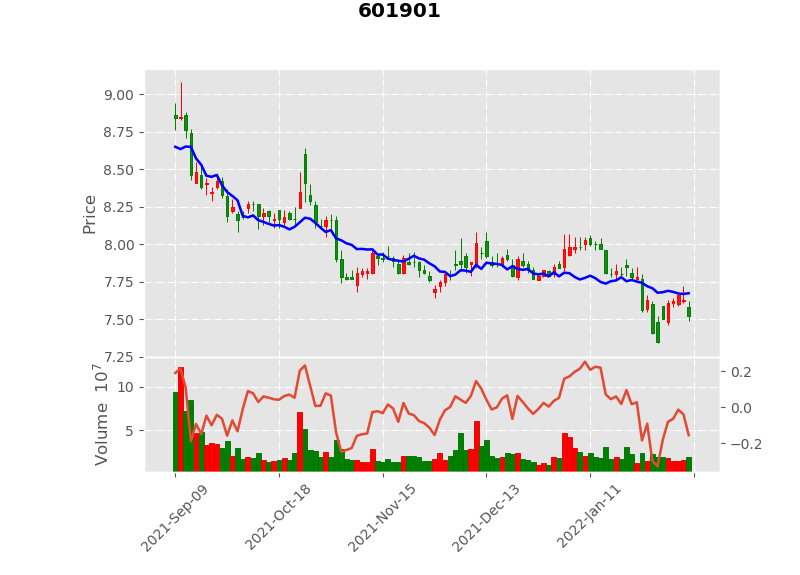 601901
9.00
8.75
8.50
8.25
8.00
7.75
7.50
7.25
Price
10
5
Volume 10^7
0.2
0.0
−0.2
2021-Sep-09
2021-Oct-18
2021-Nov-15
2021-Dec-13
2022-Jan-11